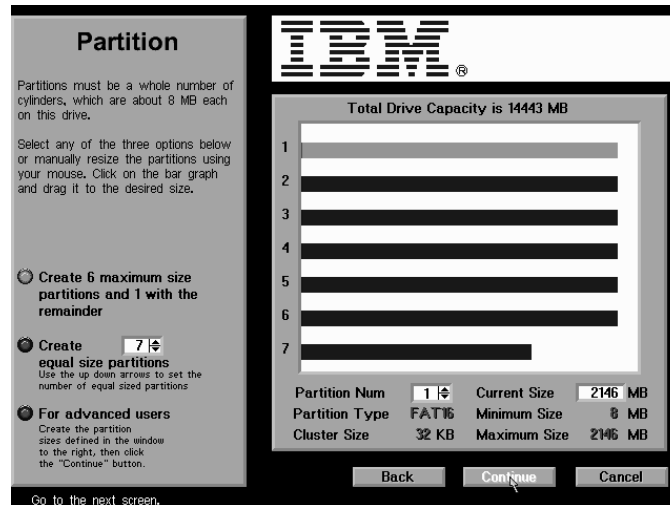 Partition
Partitions must be a whole number of
cylinders, which are about 8 MB each
on this drive.
Select any of the three options below
or manually resize the partitions using
your mouse. Click on the bar graph
and drag it to the desired size.
Create 6 maximum size
partitions and 1 with the
remainder
Create 7
equal size partitions
Use the up down arrows to set the
number of equal sized partitions
For advanced users
Create the partition
sizes defined in the window
to the right, then click
the "Continue" button.
Go to the next screen.
IBM®
Total Drive Capacity is 14443 MB
1
2
3
4
5
6
7
Partition Num 1 Current Size 2146 MB
Partition Type FAT16 Minimum Size 8 MB
Cluster Size 32 KB Maximum Size 2146 MB
Back Continue Cancel